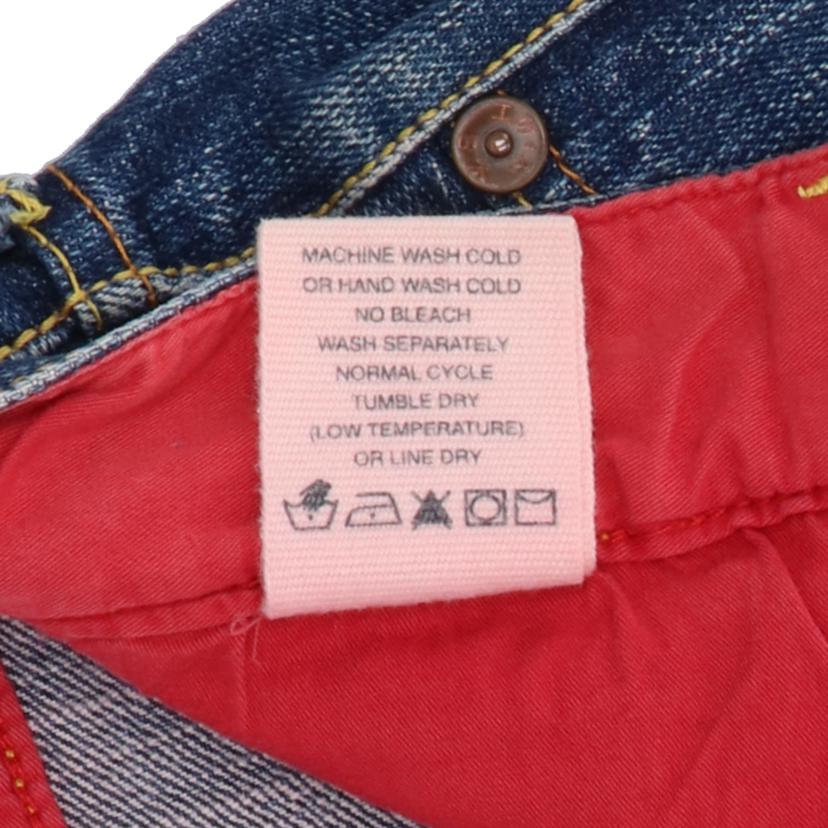 MACHINE WASH COLD
OR HAND WASH COLD
NO BLEACH
WASH SEPARATELY
NORMAL CYCLE
TUMBLE DRY
(LOW TEMPERATURE)
OR LINE DRY